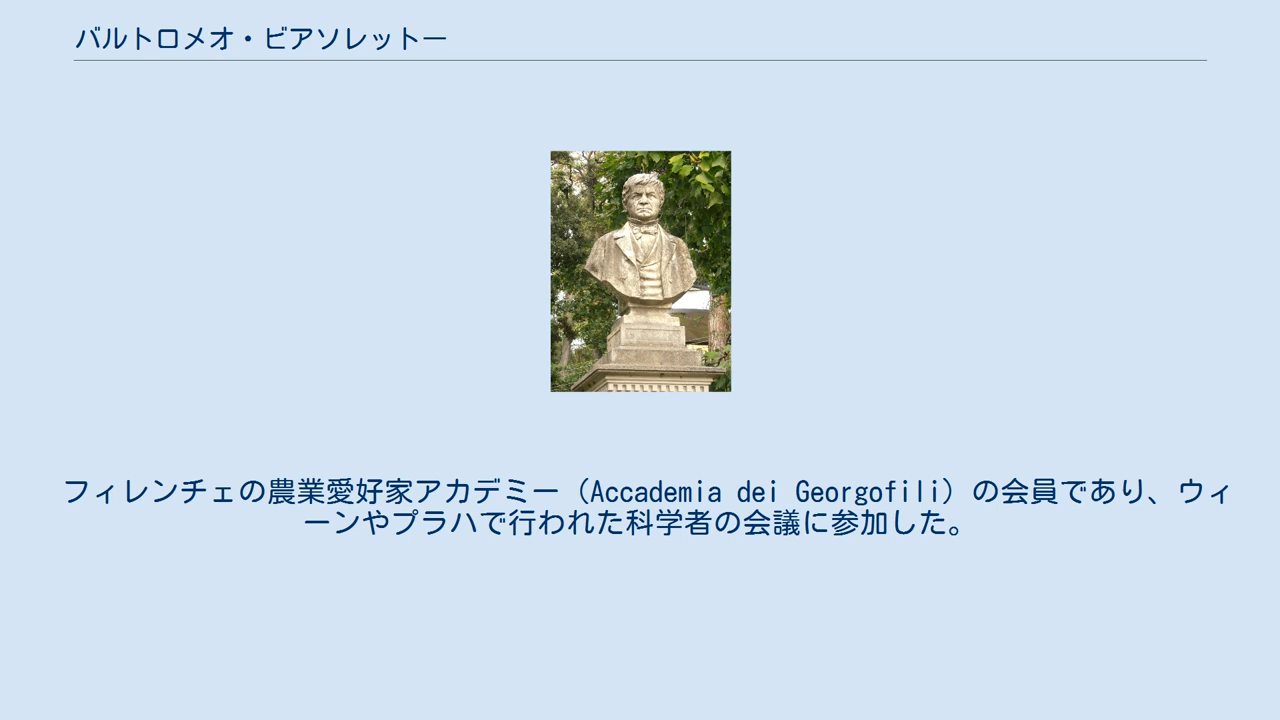 バルトロメオ・ビアソレットー
フィレンチェの農業愛好家アカデミー（Accademia dei Georgofili）の会員であり、ウィ
ーンやプラハで行われた科学者の会議に参加した。